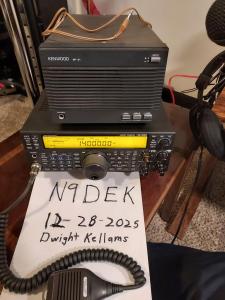 KENWOOD
14.000.00
N9DEK
12-28-2025
Dwight Kellams